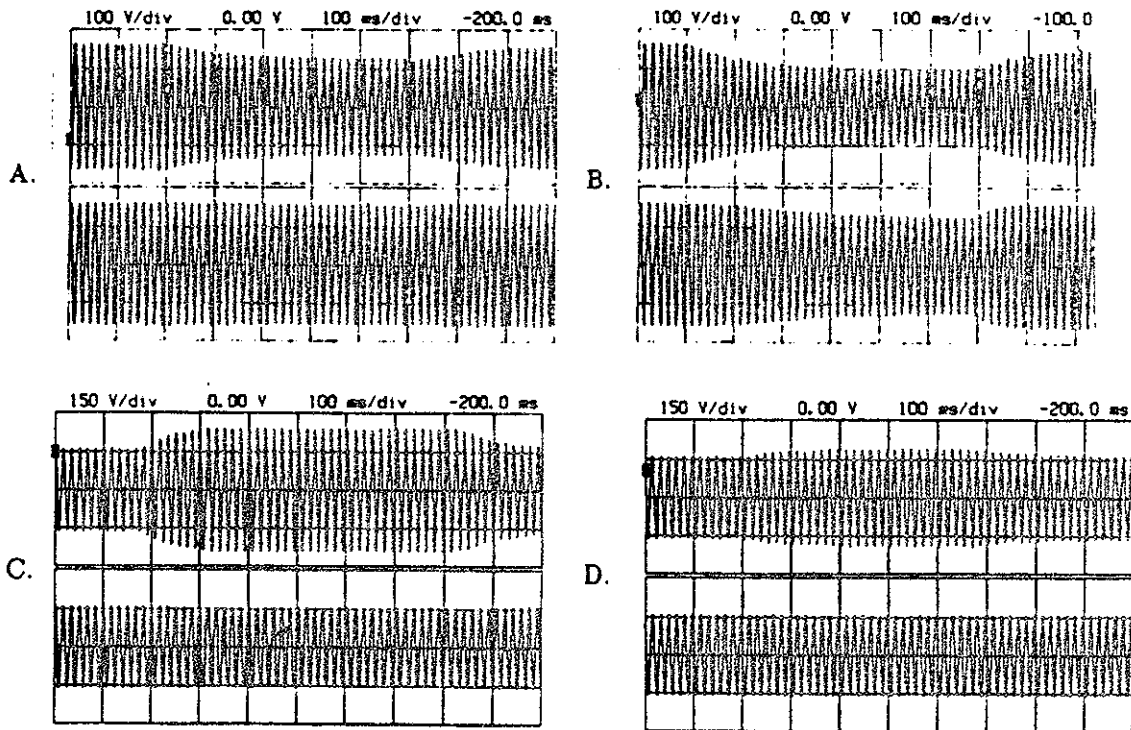 100 V/div 0.00 V 100 ms/div -200.0 ms
A.
100 V/div 0.00 V 100 ms/div -100.0
B.
150 V/div 0.00 V 100 ms/div -200.0 ms
C.
150 V/div 0.00 V 100 ms/div -200.0 ms
D.